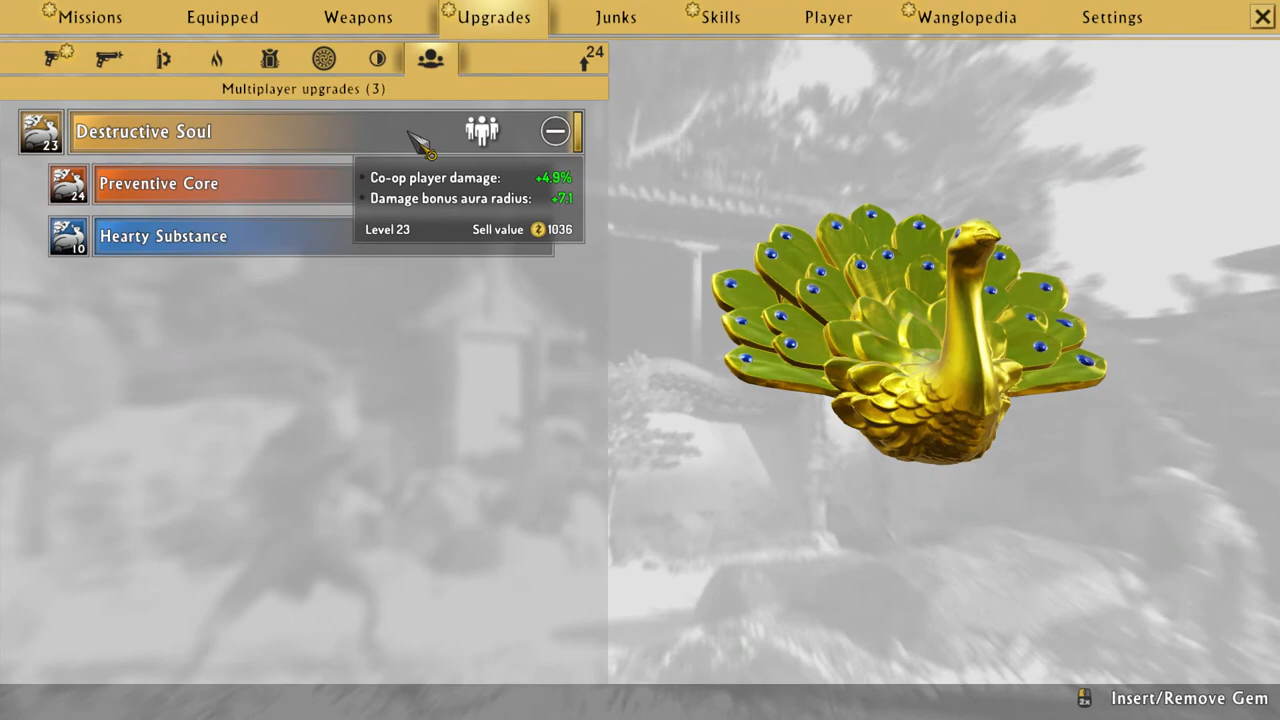 Missions Equipped Weapons Upgrades Junks Skills Player Wanglopedia Settings
24
Multiplayer upgrades (3)
23 Destructive Soul
Co-op player damage: +4.9%
24 Preventive Core
Damage bonus aura radius: +7.1
Level 23 Sell value 1036
10 Hearty Substance
2x Insert/Remove Gem